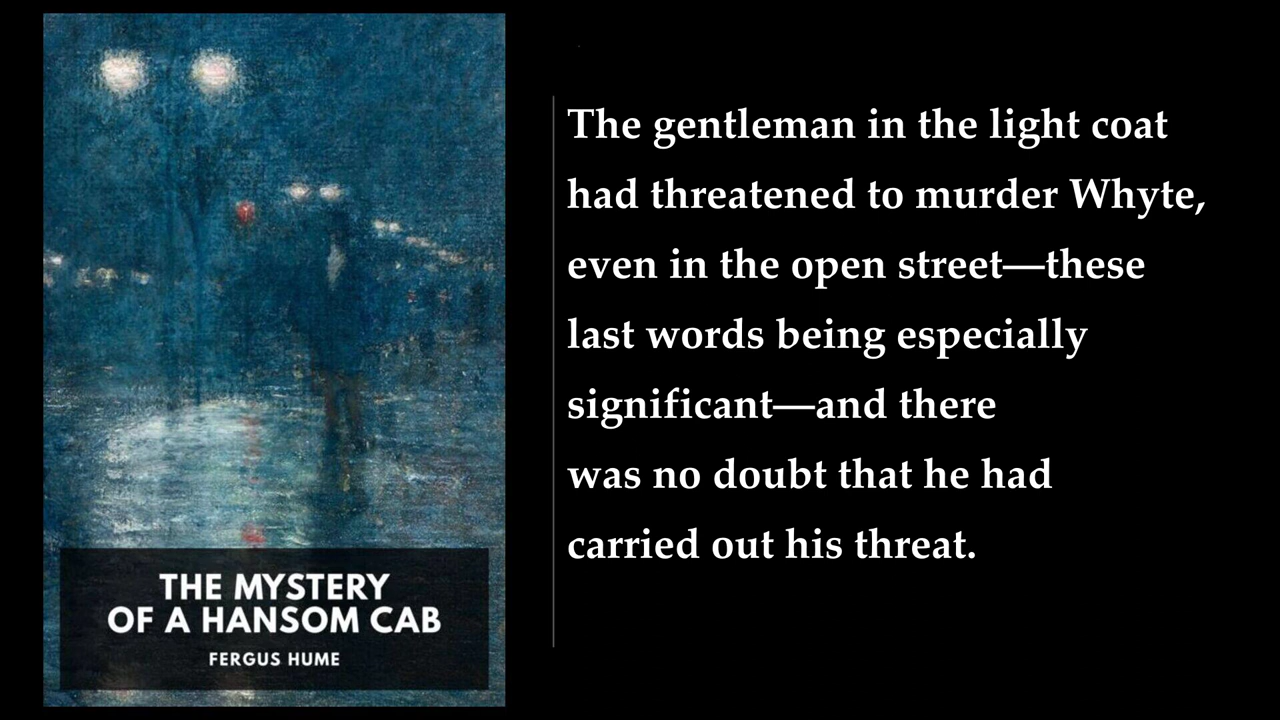 The gentleman in the light coat
had threatened to murder Whyte,
even in the open street—these
last words being especially
significant—and there
was no doubt that he had
carried out his threat.
THE MYSTERY
OF A HANSOM CAB
FERGUS HUME